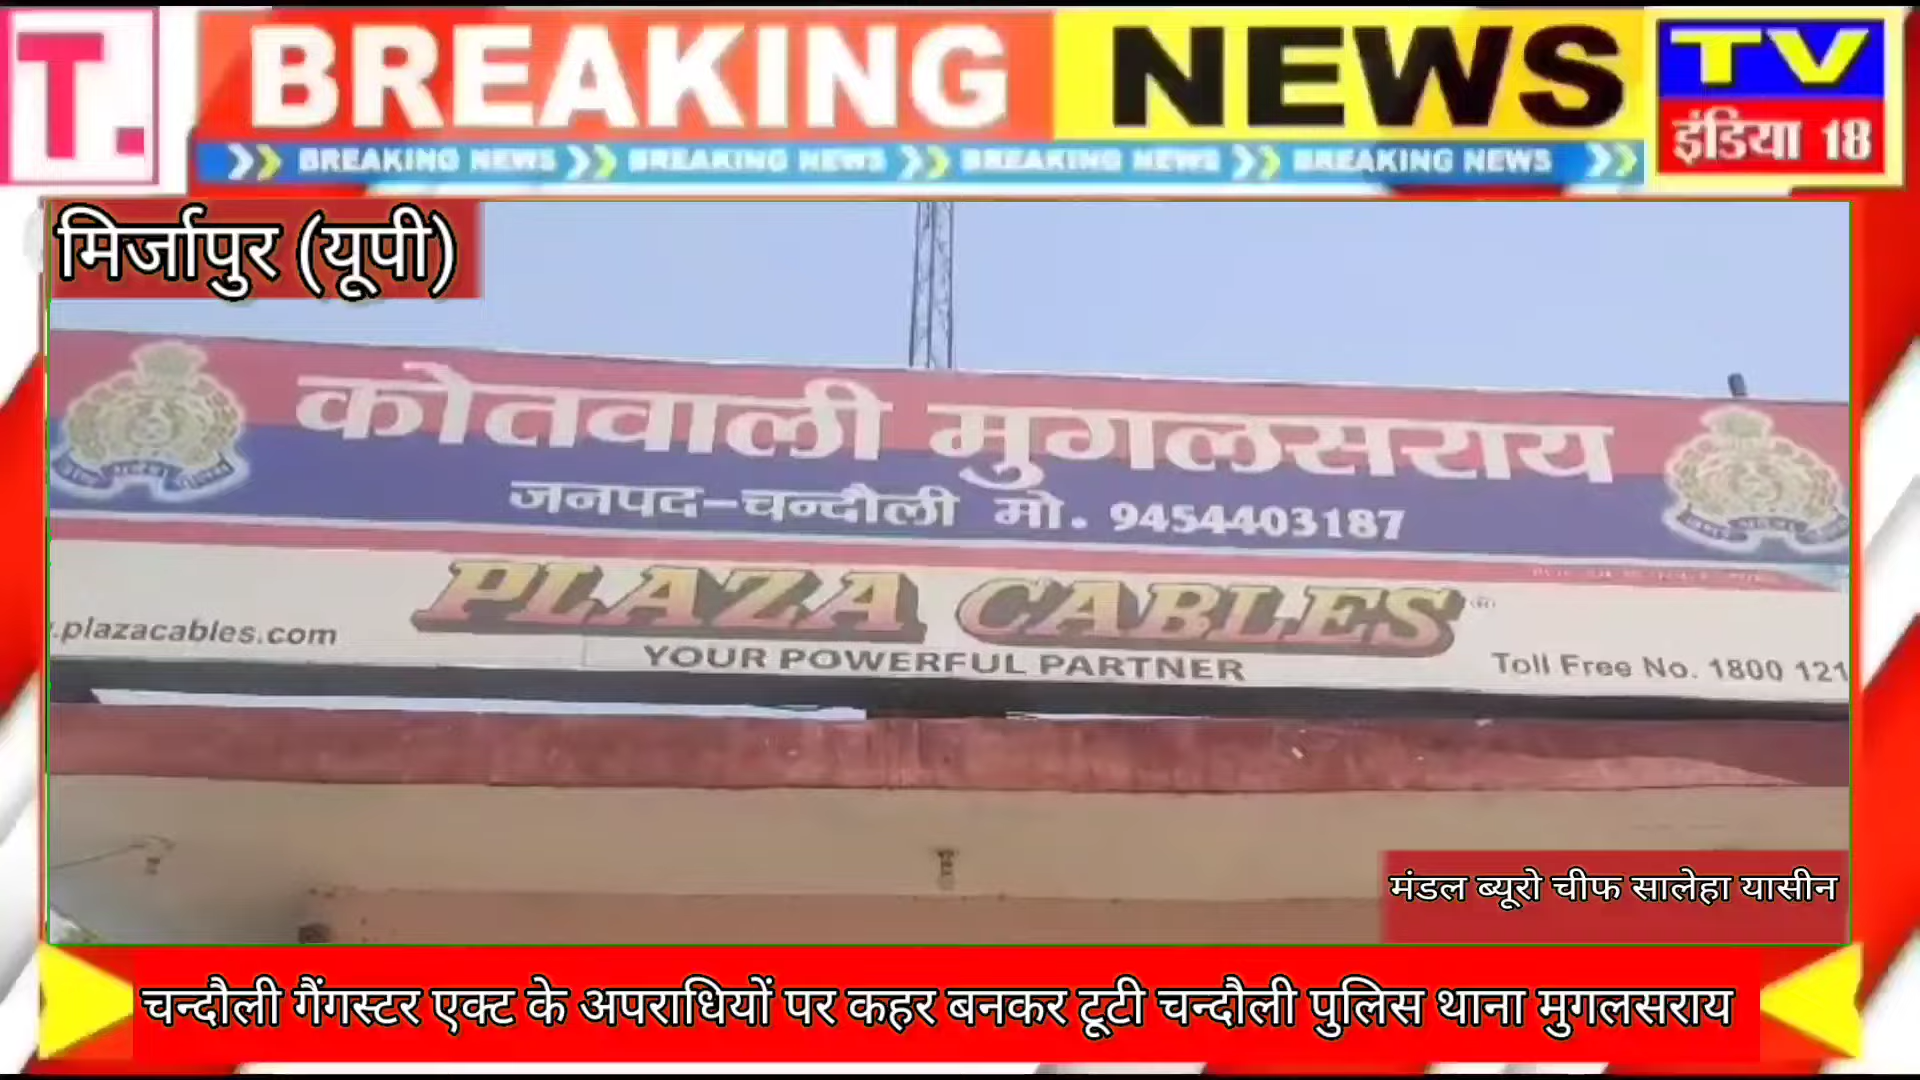 T.
BREAKING NEWS
TV
इंडिया 18
BREAKING NEWS BREAKING NEWS BREAKING NEWS BREAKING NEWS
मिर्जापुर (यूपी)
कोतवाली मुगलसराय
जनपद-चन्दौली मो. 9454403187
PLAZA CABLES
.plazacables.com
YOUR POWERFUL PARTNER
Toll Free No. 1800 121
मंडल ब्यूरो चीफ सालेहा यासीन
चन्दौली गैंगस्टर एक्ट के अपराधियों पर कहर बनकर टूटी चन्दौली पुलिस थाना मुगलसराय